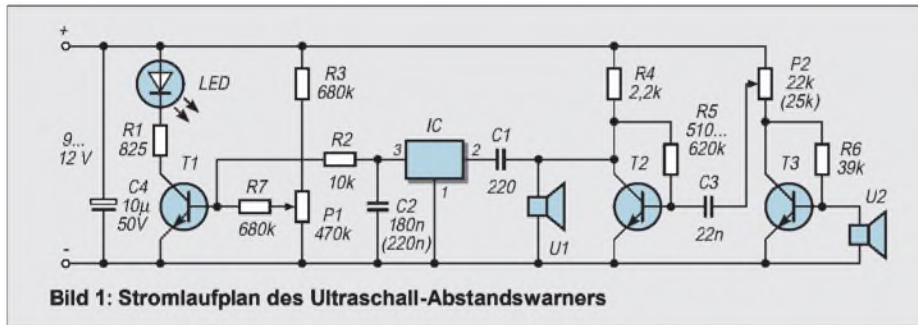 +
LED
R1
825
9...
12 V
C4
10µ
50V
T1
R7
680k
R3
680k
P1
470k
R2
10k
C2
180n
(220n)
IC
3
2
1
C1
220
U1
R4
2,2k
T2
R5
510...
620k
C3
22n
P2
22k
(25k)
T3
R6
39k
U2
-
Bild 1: Stromlaufplan des Ultraschall-Abstandswarners